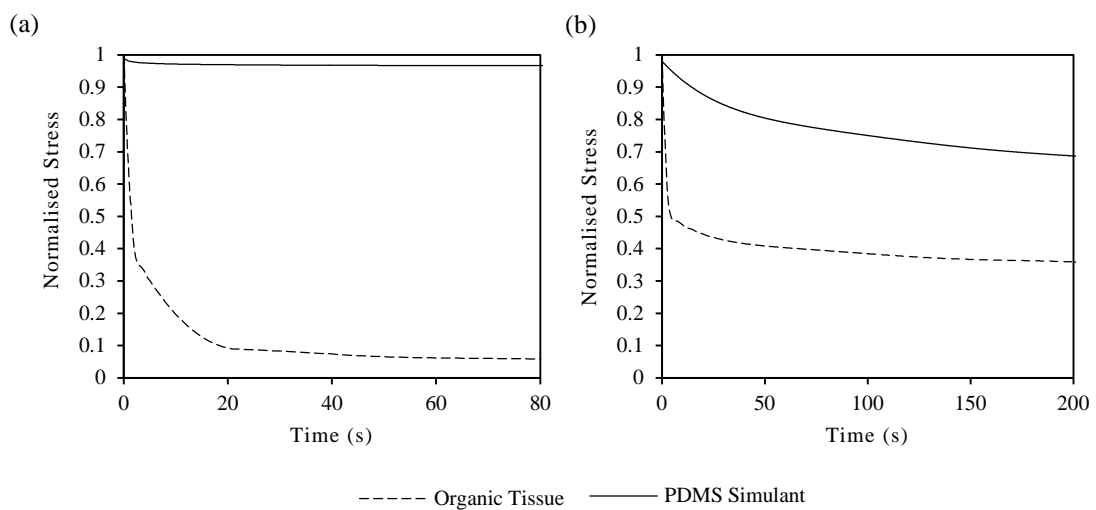 (a)
Normalised Stress
1
0.9
0.8
0.7
0.6
0.5
0.4
0.3
0.2
0.1
0
0 20 40 60 80
Time (s)
(b)
Normalised Stress
1
0.9
0.8
0.7
0.6
0.5
0.4
0.3
0.2
0.1
0
0 50 100 150 200
Time (s)
Organic Tissue PDMS Simulant